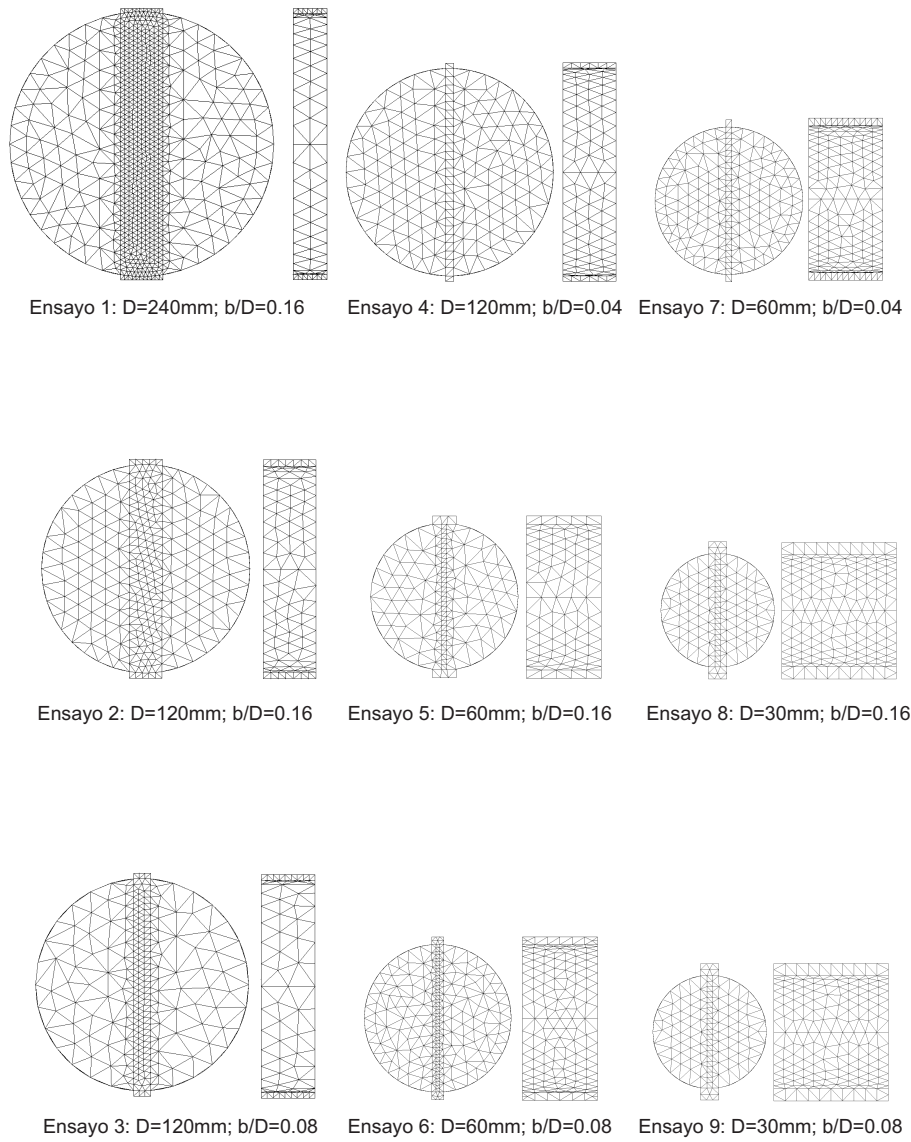 Ensayo 1: D=240mm; b/D=0.16
Ensayo 4: D=120mm; b/D=0.04
Ensayo 7: D=60mm; b/D=0.04
Ensayo 2: D=120mm; b/D=0.16
Ensayo 5: D=60mm; b/D=0.16
Ensayo 8: D=30mm; b/D=0.16
Ensayo 3: D=120mm; b/D=0.08
Ensayo 6: D=60mm; b/D=0.08
Ensayo 9: D=30mm; b/D=0.08